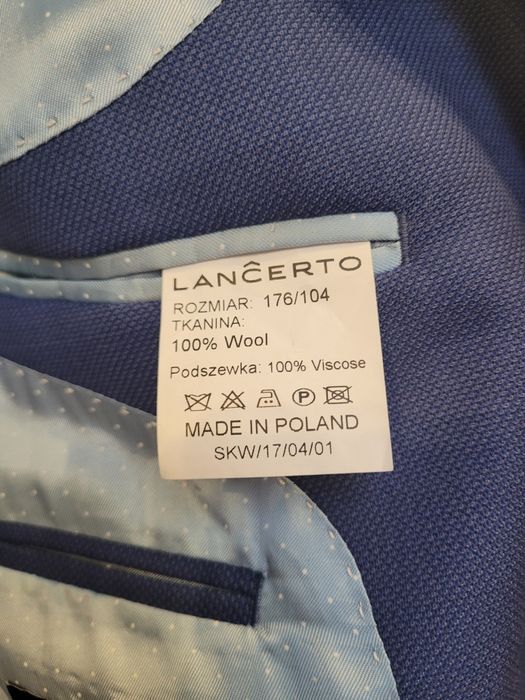 LANĈERTO
ROZMIAR: 176/104
TKANINA:
100% Wool
Podszewka: 100% Viscose
P
MADE IN POLAND
SKW/17/04/01